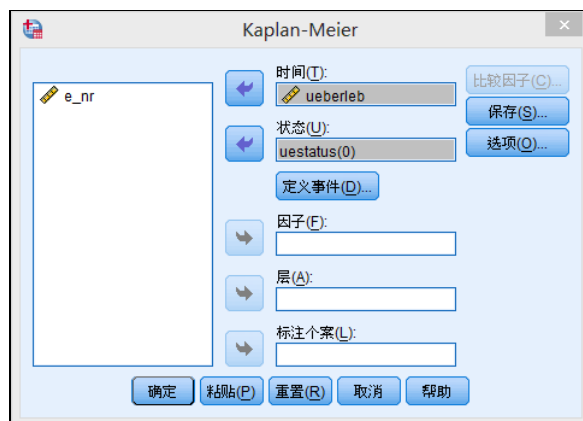 Kaplan-Meier
e_nr
时间(T):
ueberleb
状态(U):
uestatus(0)
定义事件(D)...
因子(F):
层(A):
标注个案(L):
比较因子(C)...
保存(S)...
选项(O)...
确定
粘贴(P)
重置(R)
取消
帮助